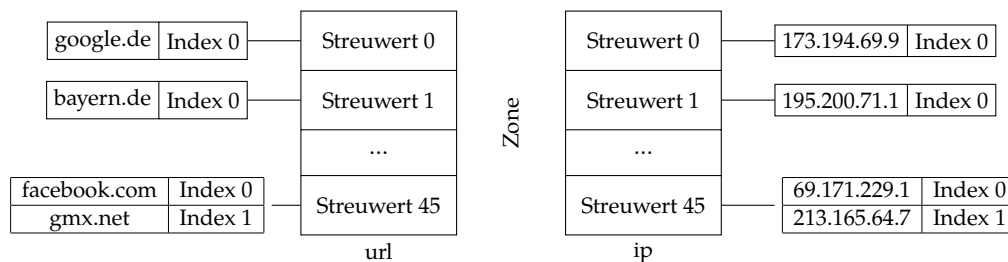 google.de Index 0 Streuwert 0 Streuwert 0 173.194.69.9 Index 0
bayern.de Index 0 Streuwert 1 Zone Streuwert 1 195.200.71.1 Index 0
... ...
facebook.com Index 0 Streuwert 45 Streuwert 45 69.171.229.1 Index 0
gmx.net Index 1 213.165.64.7 Index 1
url ip